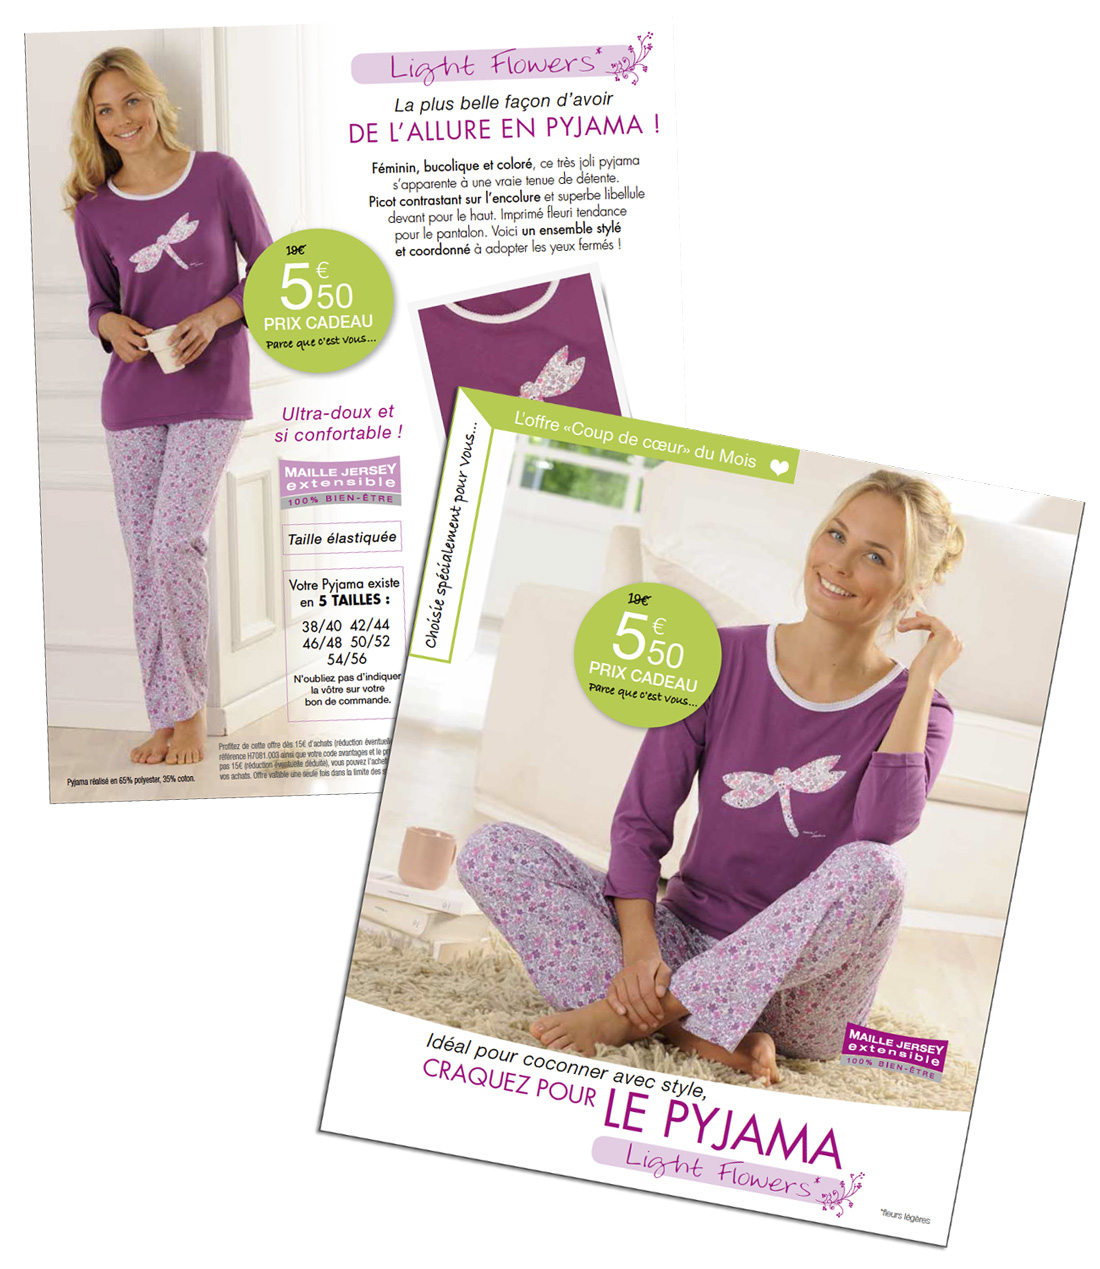 Light Flowers*
La plus belle façon d'avoir
DE L'ALLURE EN PYJAMA !
Féminin, bucolique et coloré, ce très joli pyjama
s'apparente à une vraie tenue de détente.
Picot contrastant sur l'encolure et superbe libellule
devant pour le haut. Imprimé fleuri tendance
pour le pantalon. Voici un ensemble stylé
et coordonné à adopter les yeux fermés !
19€
5€50
PRIX CADEAU
Parce que c'est vous...
Ultra-doux et
si confortable !
MAILLE JERSEY
extensible
100% BIEN-ÊTRE
Taille élastiquée
Votre Pyjama existe
en 5 TAILLES :
38/40 42/44
46/48 50/52
54/56
N'oubliez pas d'indiquer
la vôtre sur votre
bon de commande.
Profitez de cette offre dès 15€ d'achats (réduction
référence H7081.003 ainsi que votre code avantages et le
pas 15€ (réduction éventuelle déduite), vous pouvez
vos achats. Offre valable une seule fois dans la limite des
Pyjama réalisé en 65% polyester, 35% coton.
L'offre «Coup de cœur» du Mois
Choisie spécialement pour vous...
19€
5€50
PRIX CADEAU
Parce que c'est vous...
MAILLE JERSEY
extensible
100% BIEN-ÊTRE
Idéal pour coconner avec style,
CRAQUEZ POUR LE PYJAMA
Light Flowers*
*fleurs légères